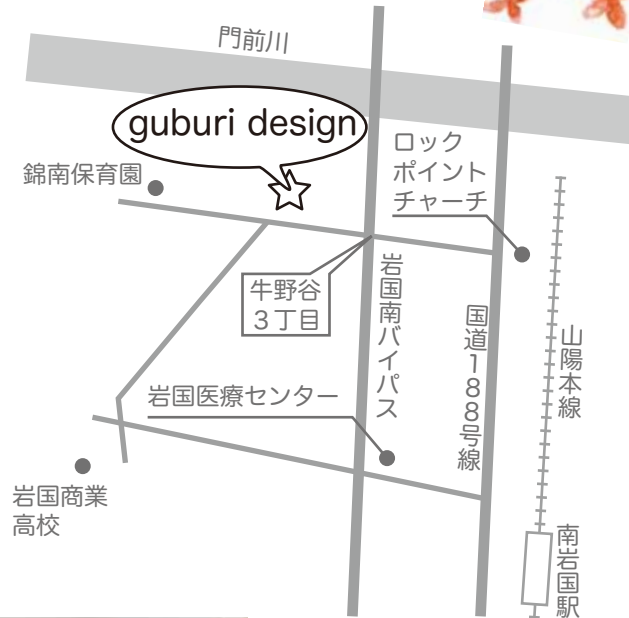 門前川
guburi design
ロック
ポイント
チャーチ
錦南保育園
牛野谷
３丁目
岩国南バイパス
国道１８８号線
山陽本線
岩国医療センター
岩国商業
高校
南岩国駅